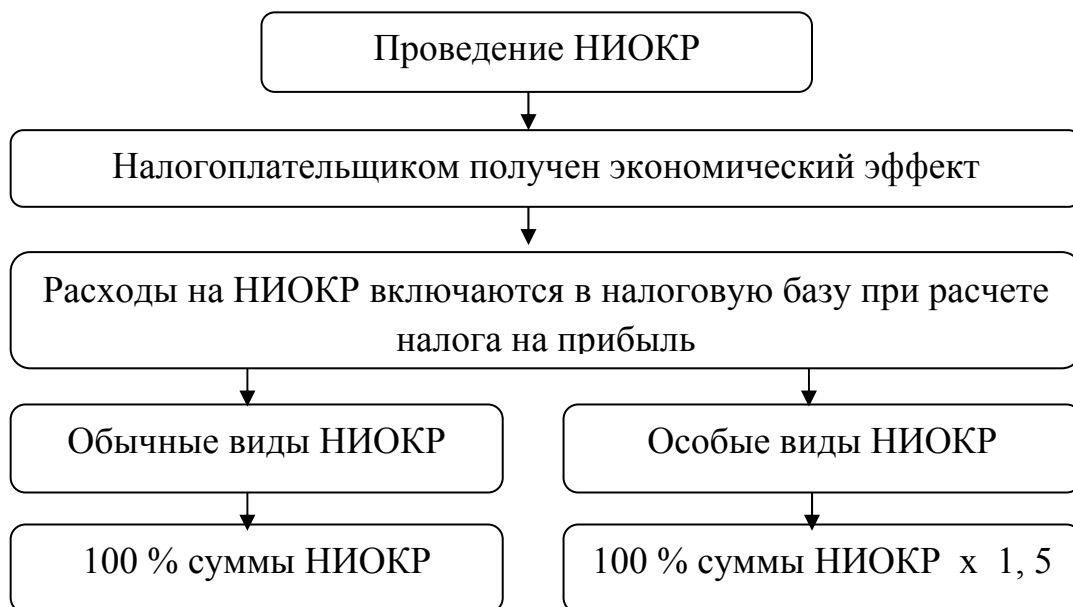 Проведение НИОКР
Налогоплательщиком получен экономический эффект
Расходы на НИОКР включаются в налоговую базу при расчете
налога на прибыль
Обычные виды НИОКР
Особые виды НИОКР
100 % суммы НИОКР
100 % суммы НИОКР х 1, 5